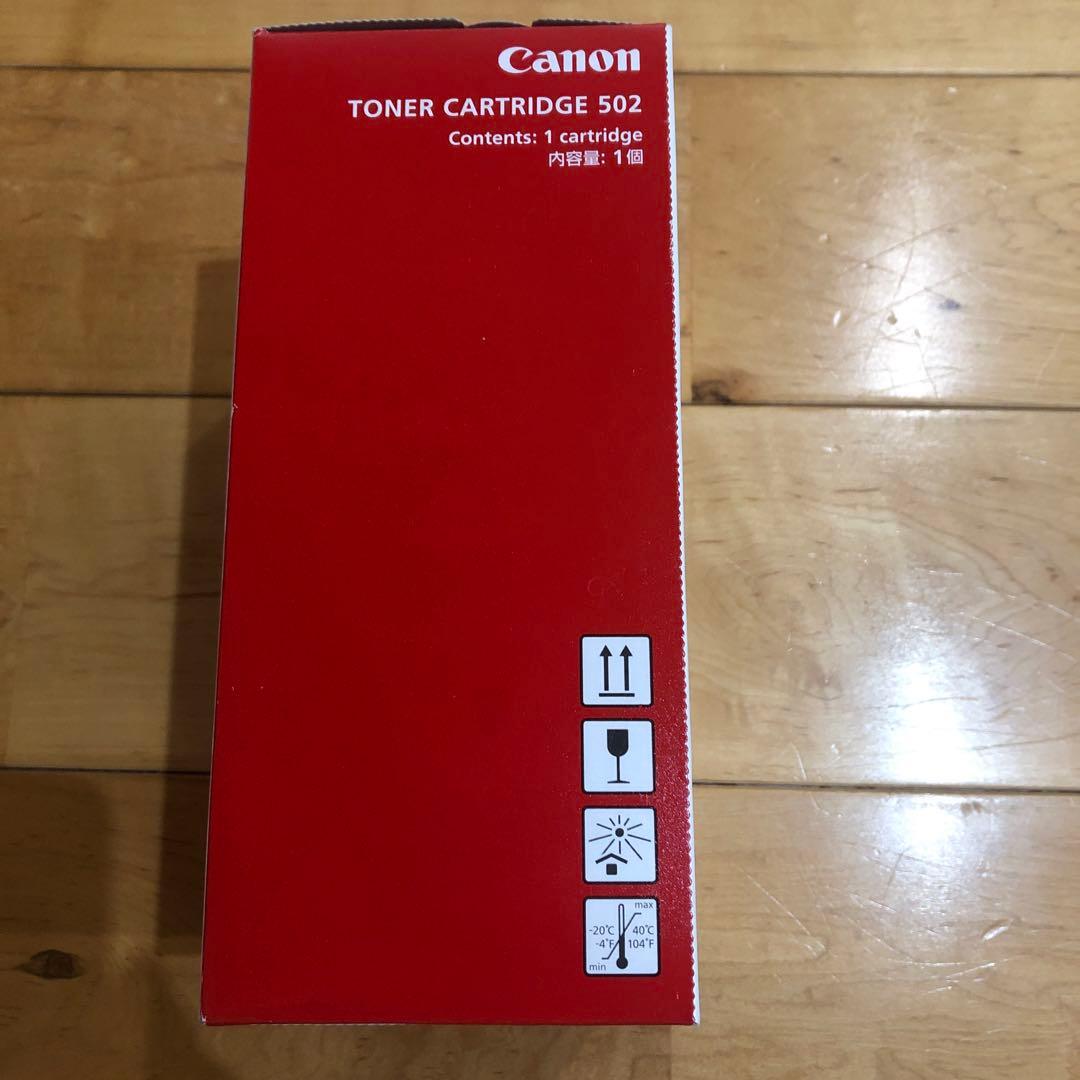 Canon
TONER CARTRIDGE 502
Contents: 1 cartridge
内容量: 1個
max
-20℃ 40℃
-4°F 104°F
min